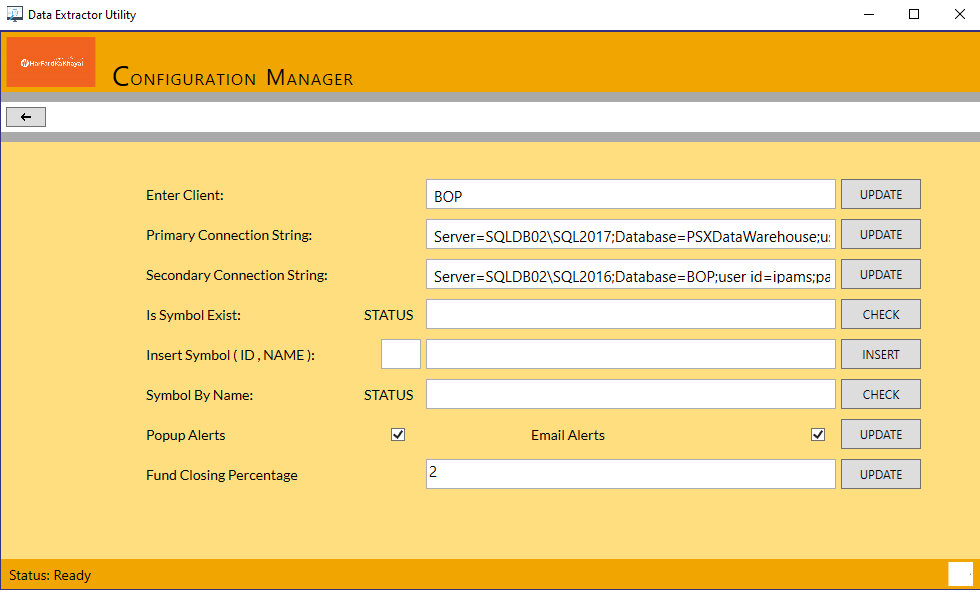 Data Extractor Utility
HarFardKaKhayal
Configuration Manager
Enter Client: BOP UPDATE
Primary Connection String: Server=SQLDB02\SQL2017;Database=PSXDataWarehouse; UPDATE
Secondary Connection String: Server=SQLDB02\SQL2016;Database=BOP;user id=ipams;pa UPDATE
Is Symbol Exist: STATUS CHECK
Insert Symbol ( ID , NAME ): INSERT
Symbol By Name: STATUS CHECK
Popup Alerts Email Alerts UPDATE
Fund Closing Percentage 2 UPDATE
Status: Ready